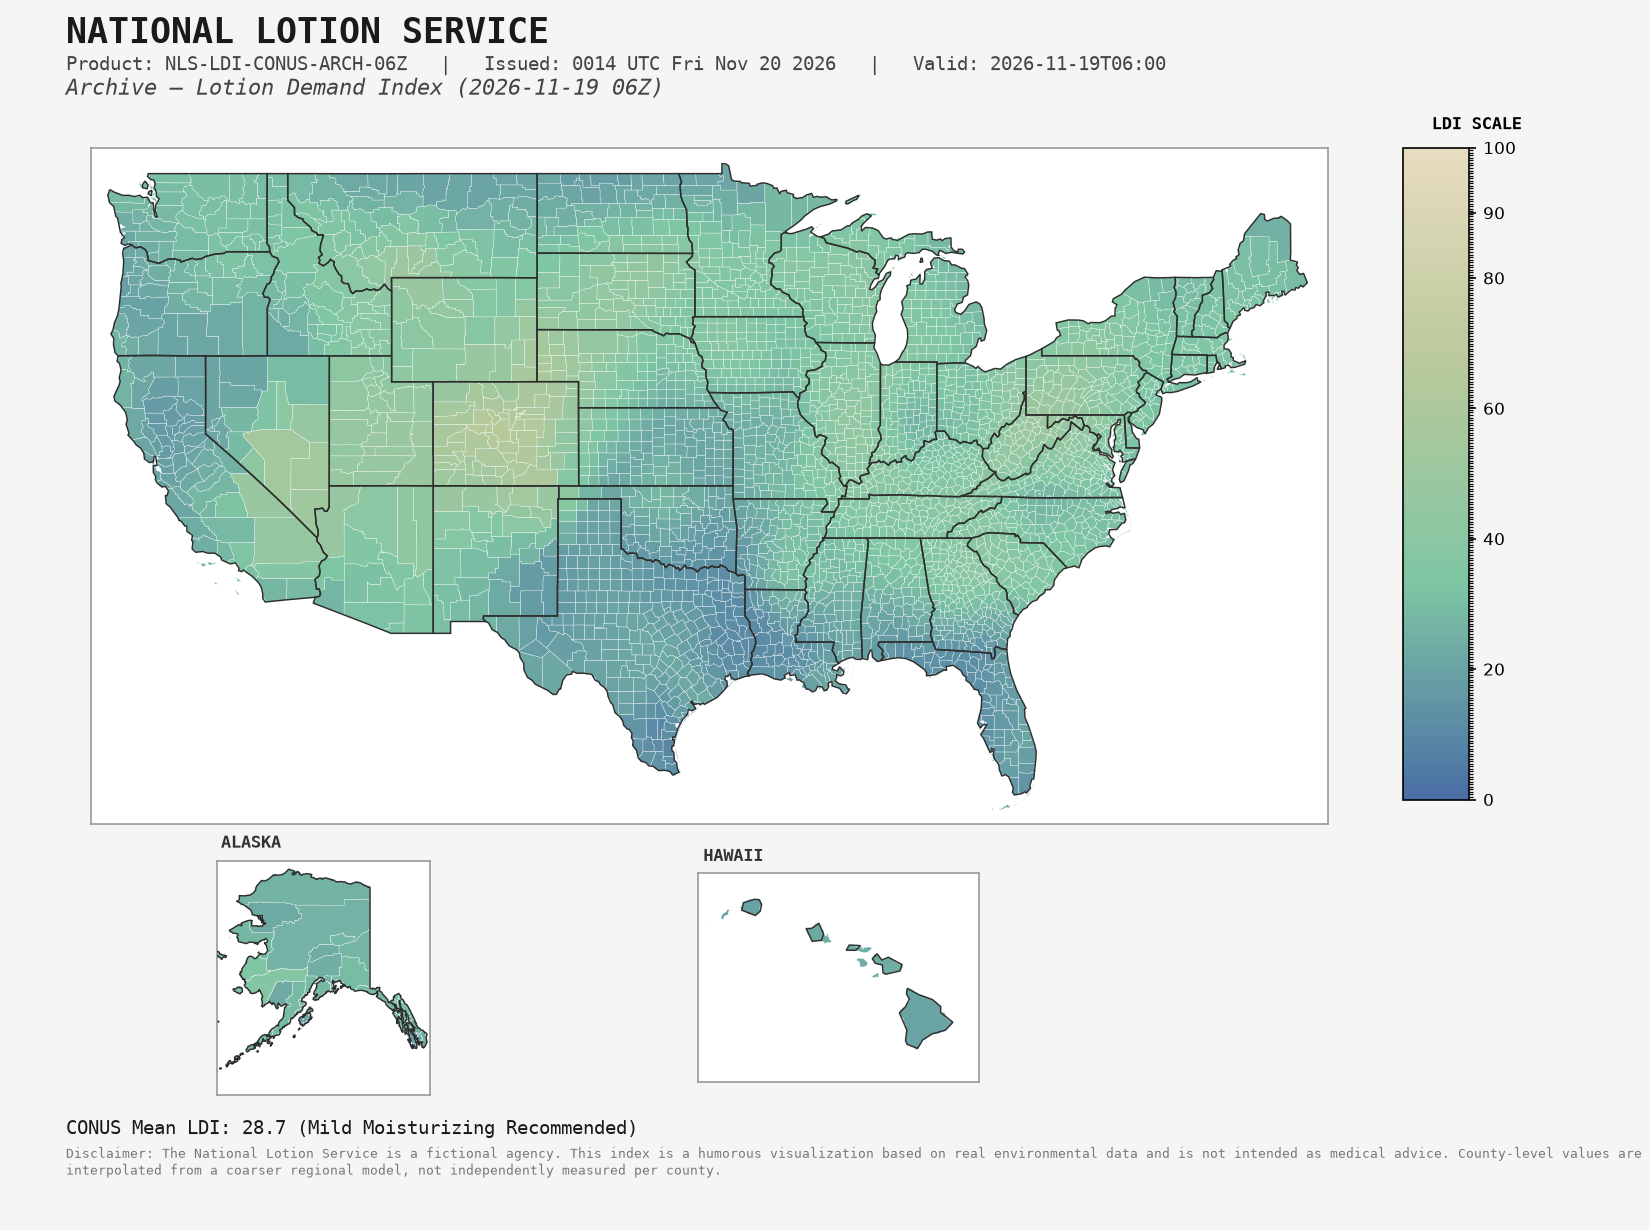 NATIONAL LOTION SERVICE
Product: NLS-LDI-CONUS-ARCH-06Z | Issued: 0014 UTC Fri Nov 20 2026 | Valid: 2026-11-19T06:00
Archive — Lotion Demand Index (2026-11-19 06Z)
LDI SCALE
100
90
80
60
40
20
0
ALASKA
HAWAII
CONUS Mean LDI: 28.7 (Mild Moisturizing Recommended)
Disclaimer: The National Lotion Service is a fictional agency. This index is a humorous visualization based on real environmental data and is not intended as medical advice. County-level values are
interpolated from a coarser regional model, not independently measured per county.